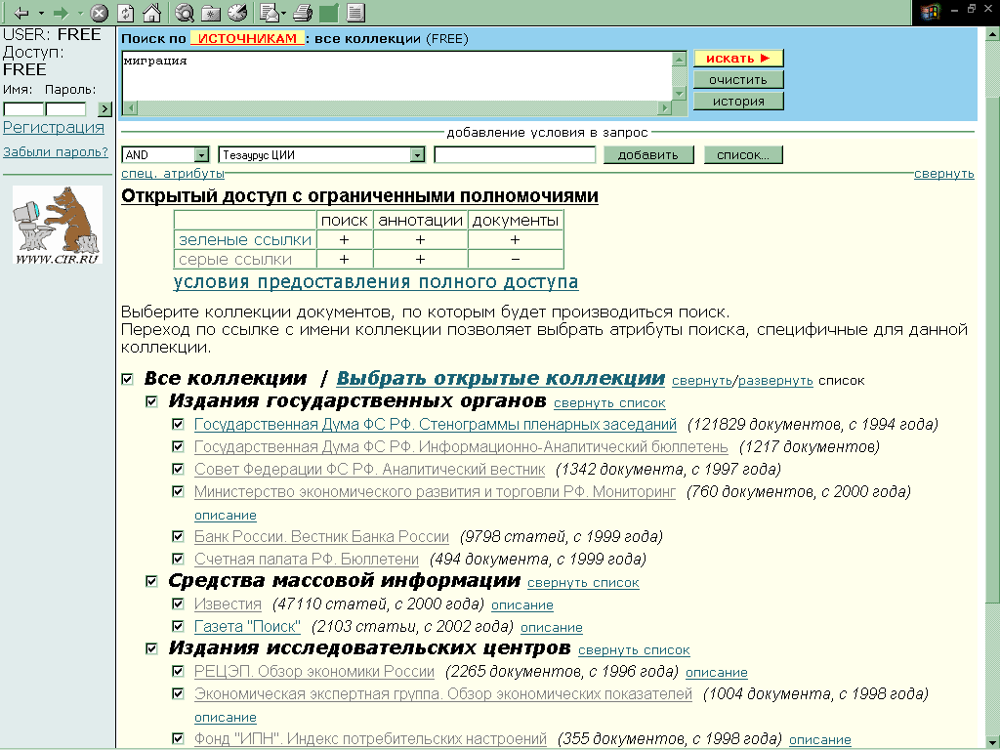 USER: FREE
Доступ:
FREE
Имя: Пароль:
>
Регистрация
Забыли пароль?
WWW.CIR.RU
Поиск по ИСТОЧНИКАМ : все коллекции (FREE)
миграция
искать ►
очистить
история
добавление условия в запрос
AND Тезаурус ЦИИ добавить список...
спец. атрибуты свернуть
Открытый доступ с ограниченными полномочиями
поиск аннотации документы
зеленые ссылки + + +
серые ссылки + + −
условия предоставления полного доступа
Выберите коллекции документов, по которым будет производиться поиск.
Переход по ссылке с имени коллекции позволяет выбрать атрибуты поиска, специфичные для данной
коллекции.
Все коллекции / Выбрать открытые коллекции свернуть/развернуть список
Издания государственных органов свернуть список
Государственная Дума ФС РФ. Стенограммы пленарных заседаний (121829 документов, с 1994 года)
Государственная Дума ФС РФ. Информационно-Аналитический бюллетень (1217 документов)
Совет Федерации ФС РФ. Аналитический вестник (1342 документа, с 1997 года)
Министерство экономического развития и торговли РФ. Мониторинг (760 документов, с 2000 года)
описание
Банк России. Вестник Банка России (9798 статей, с 1999 года)
Счетная палата РФ. Бюллетени (494 документа, с 1999 года)
Средства массовой информации свернуть список
Известия (47110 статей, с 2000 года) описание
Газета "Поиск" (2103 статьи, с 2002 года) описание
Издания исследовательских центров свернуть список
РЕЦЭП. Обзор экономики России (2265 документов, с 1996 года) описание
Экономическая экспертная группа. Обзор экономических показателей (1004 документа, с 1998 года)
описание
Фонд "ИПН". Индекс потребительских настроений (355 документов, с 1998 года) описание